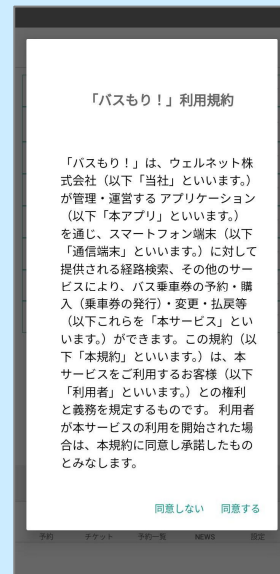 「バスもり！」利用規約
「バスもり！」は、ウェルネット株
式会社（以下「当社」といいます。）
が管理・運営する アプリケーション
（以下「本アプリ」といいます。）
を通じ、スマートフォン端末（以下
「通信端末」といいます。）に対して
提供される経路検索、その他のサー
ビスにより、バス乗車券の予約・購
入（乗車券の発行）・変更・払戻等
（以下これらを「本サービス」とい
います。）ができます。この規約（以
下「本規約」といいます。）は、本
サービスをご利用するお客様（以下
「利用者」といいます。）との権利
と義務を規定するものです。 利用者
が本サービスの利用を開始された場
合は、本規約に同意し承諾したもの
とみなします。
同意しない 同意する
予約 チケット 予約一覧 NEWS 設定